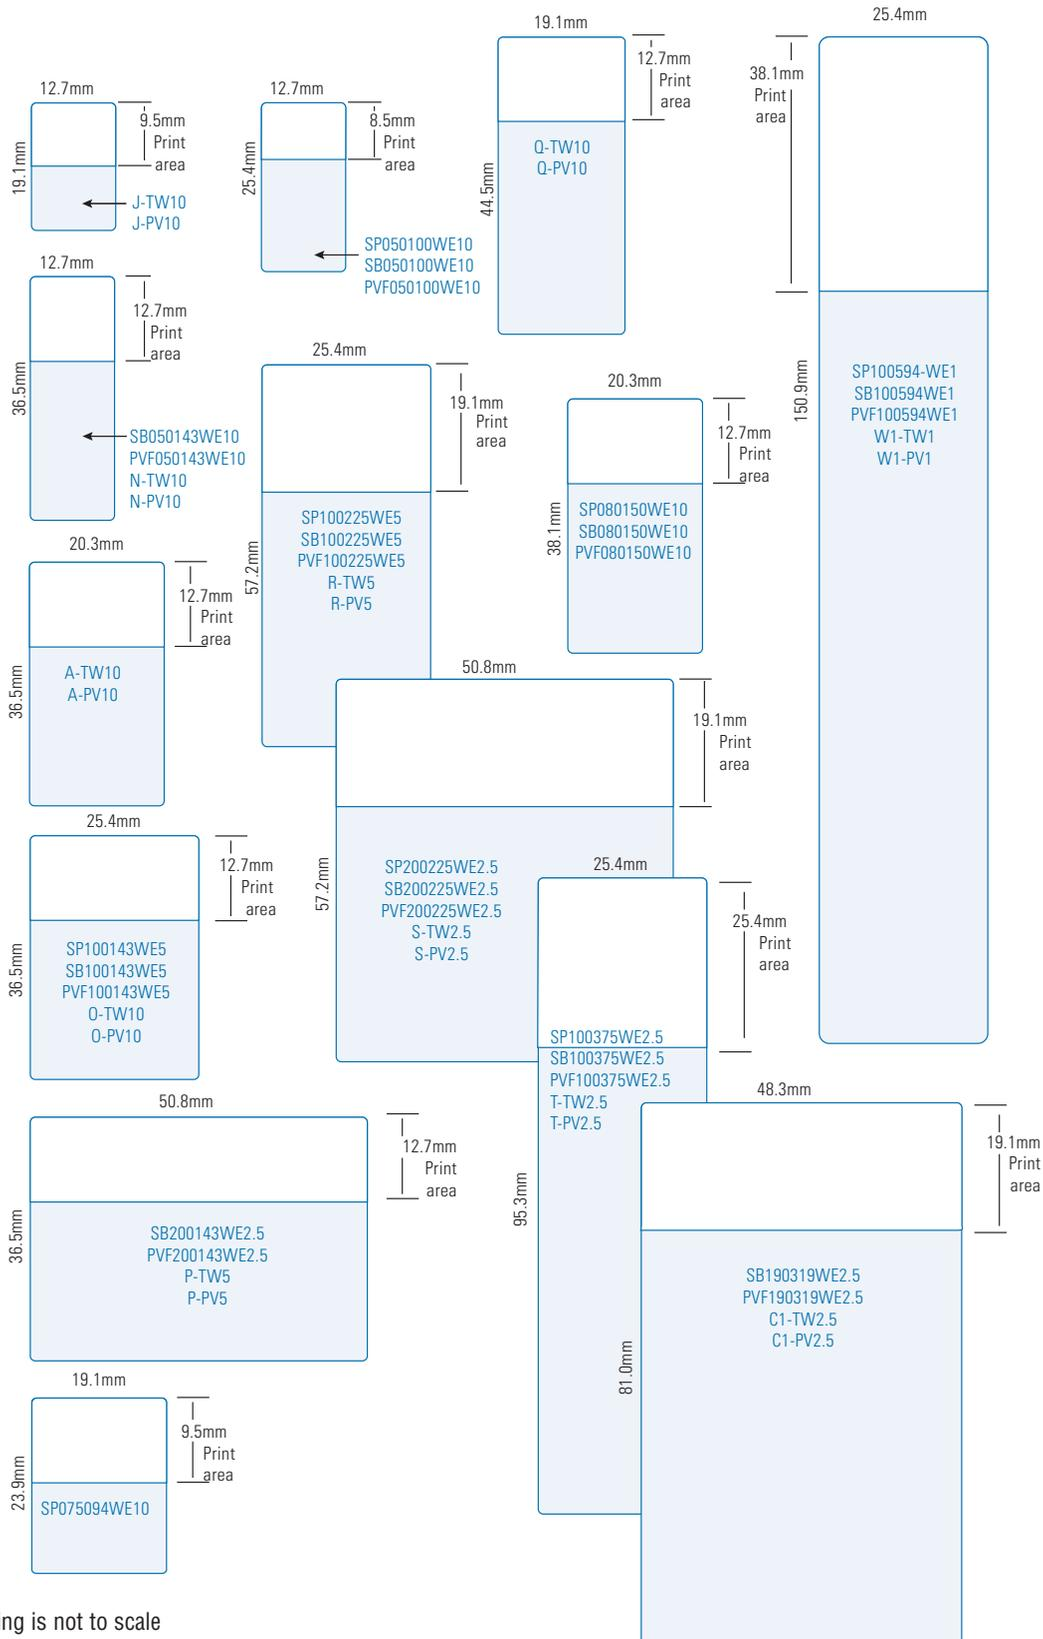 12.7mm
9.5mm
Print
area
19.1mm
J-TW10
J-PV10
12.7mm
8.5mm
Print
area
25.4mm
SP050100WE10
SB050100WE10
PVF050100WE10
19.1mm
12.7mm
Print
area
44.5mm
Q-TW10
Q-PV10
25.4mm
38.1mm
Print
area
150.9mm
SP100594-WE1
SB100594WE1
PVF100594WE1
W1-TW1
W1-PV1
12.7mm
12.7mm
Print
area
36.5mm
SB050143WE10
PVF050143WE10
N-TW10
N-PV10
25.4mm
19.1mm
Print
area
57.2mm
SP100225WE5
SB100225WE5
PVF100225WE5
R-TW5
R-PV5
20.3mm
12.7mm
Print
area
38.1mm
SP080150WE10
SB080150WE10
PVF080150WE10
20.3mm
12.7mm
Print
area
36.5mm
A-TW10
A-PV10
50.8mm
19.1mm
Print
area
57.2mm
SP200225WE2.5
SB200225WE2.5
PVF200225WE2.5
S-TW2.5
S-PV2.5
25.4mm
12.7mm
Print
area
36.5mm
SP100143WE5
SB100143WE5
PVF100143WE5
O-TW10
O-PV10
25.4mm
25.4mm
Print
area
95.3mm
SP100375WE2.5
SB100375WE2.5
PVF100375WE2.5
T-TW2.5
T-PV2.5
50.8mm
12.7mm
Print
area
36.5mm
SB200143WE2.5
PVF200143WE2.5
P-TW5
P-PV5
48.3mm
19.1mm
Print
area
81.0mm
SB190319WE2.5
PVF190319WE2.5
C1-TW2.5
C1-PV2.5
19.1mm
9.5mm
Print
area
23.9mm
SP075094WE10
ing is not to scale